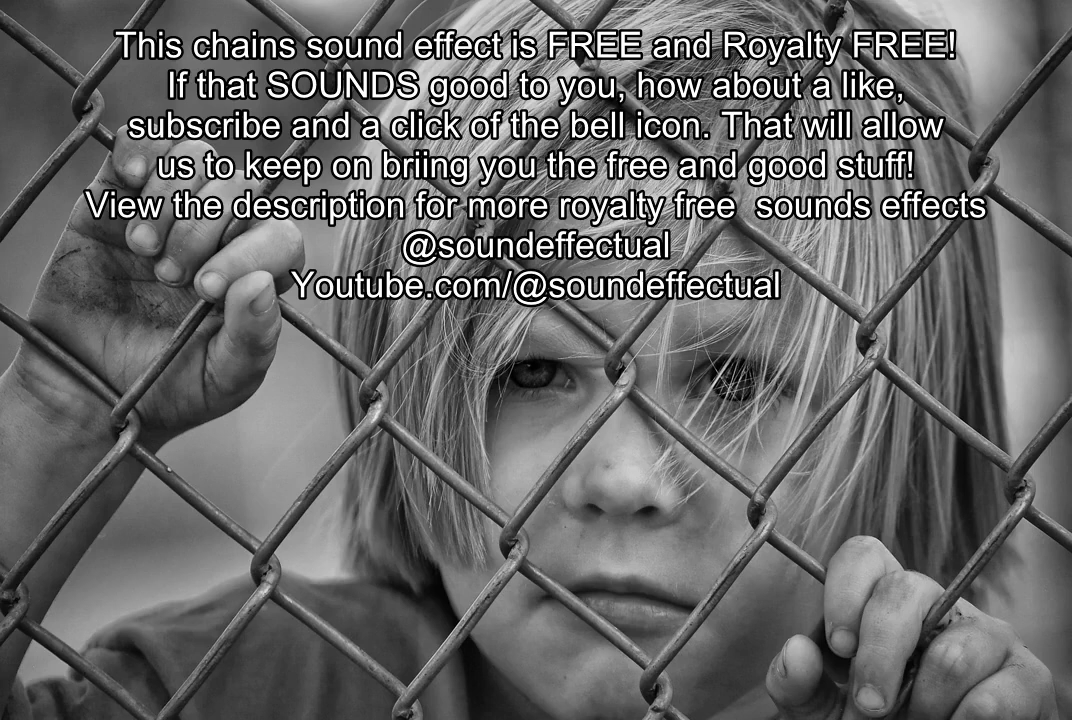 This chains sound effect is FREE and Royalty FREE!
If that SOUNDS good to you, how about a like,
subscribe and a click of the bell icon. That will allow
us to keep on briing you the free and good stuff!
View the description for more royalty free  sounds effects
@soundeffectual
Youtube.com/@soundeffectual